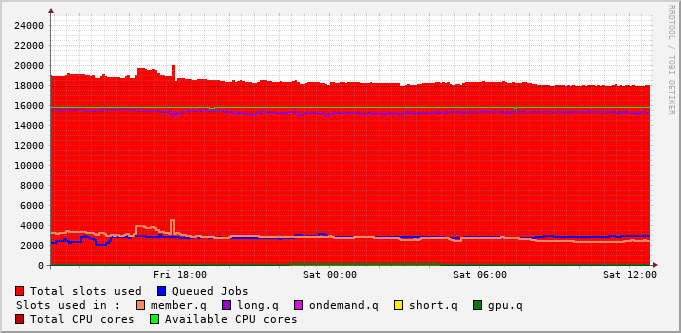 RRDTOOL / TOBI OETIKER
24000
22000
20000
18000
16000
14000
12000
10000
8000
6000
4000
2000
0
Fri 18:00 Sat 00:00 Sat 06:00 Sat 12:00
Total slots used Queued Jobs
Slots used in : member.q long.q ondemand.q short.q gpu.q
Total CPU cores Available CPU cores